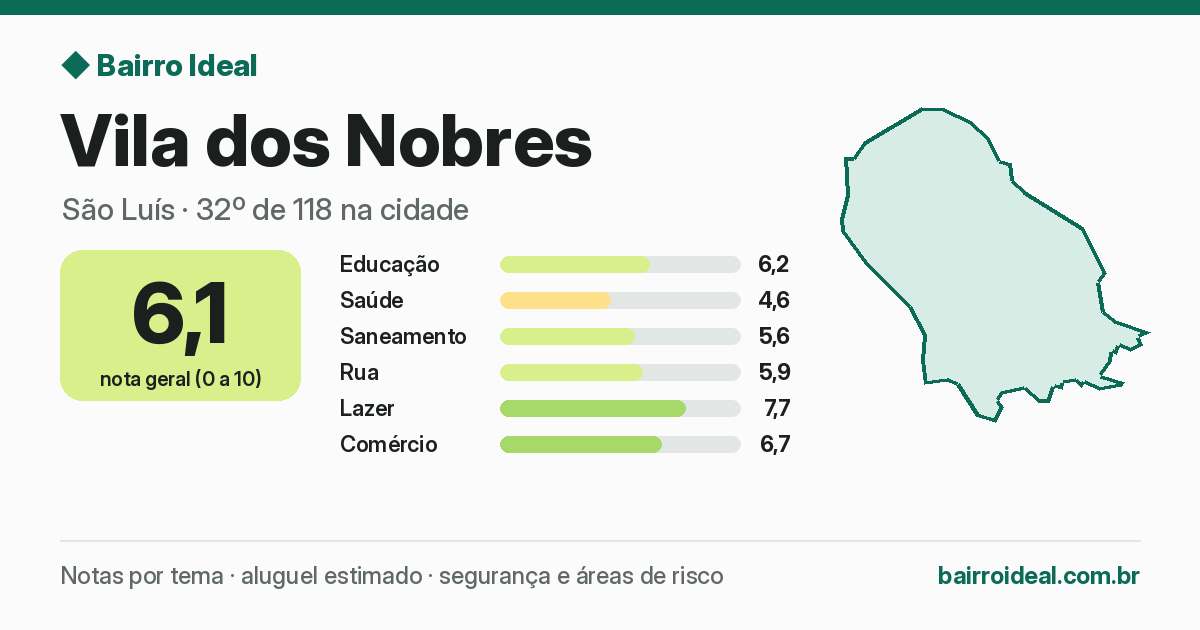 Bairro Ideal
Vila dos Nobres
São Luís · 32º de 118 na cidade
6,1
nota geral (0 a 10)
Educação 6,2
Saúde 4,6
Saneamento 5,6
Rua 5,9
Lazer 7,7
Comércio 6,7
Notas por tema · aluguel estimado · segurança e áreas de risco
bairroideal.com.br